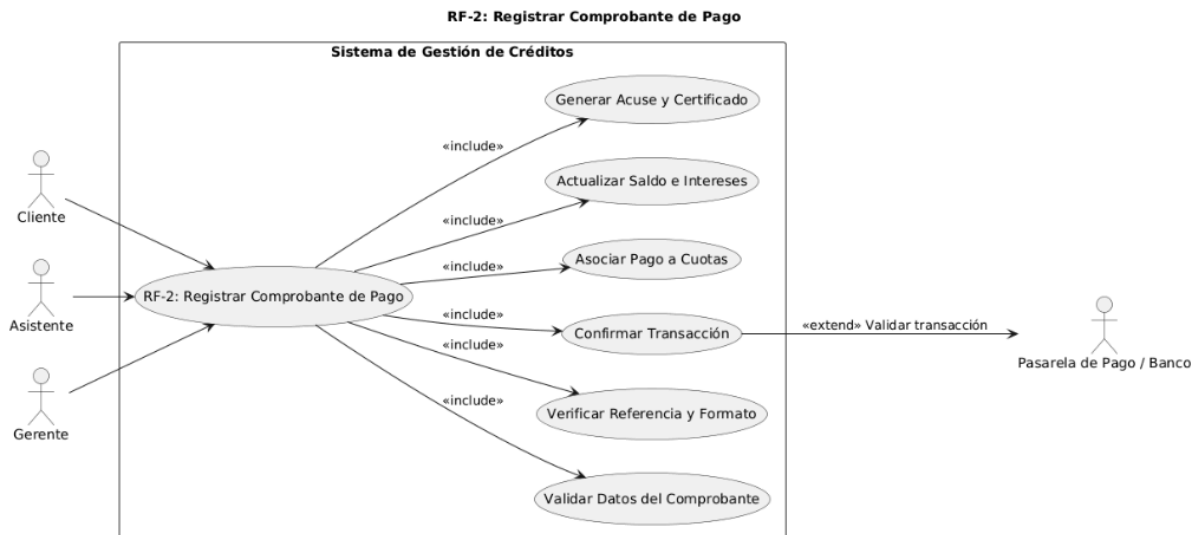 RF-2: Registrar Comprobante de Pago
Sistema de Gestión de Créditos
Generar Acuse y Certificado
«include»
Cliente
Actualizar Saldo e Intereses
«include»
Asociar Pago a Cuotas
«include»
Asistente
RF-2: Registrar Comprobante de Pago
«include»
Confirmar Transacción
«extend» Validar transacción
Pasarela de Pago / Banco
«include»
Gerente
Verificar Referencia y Formato
«include»
Validar Datos del Comprobante